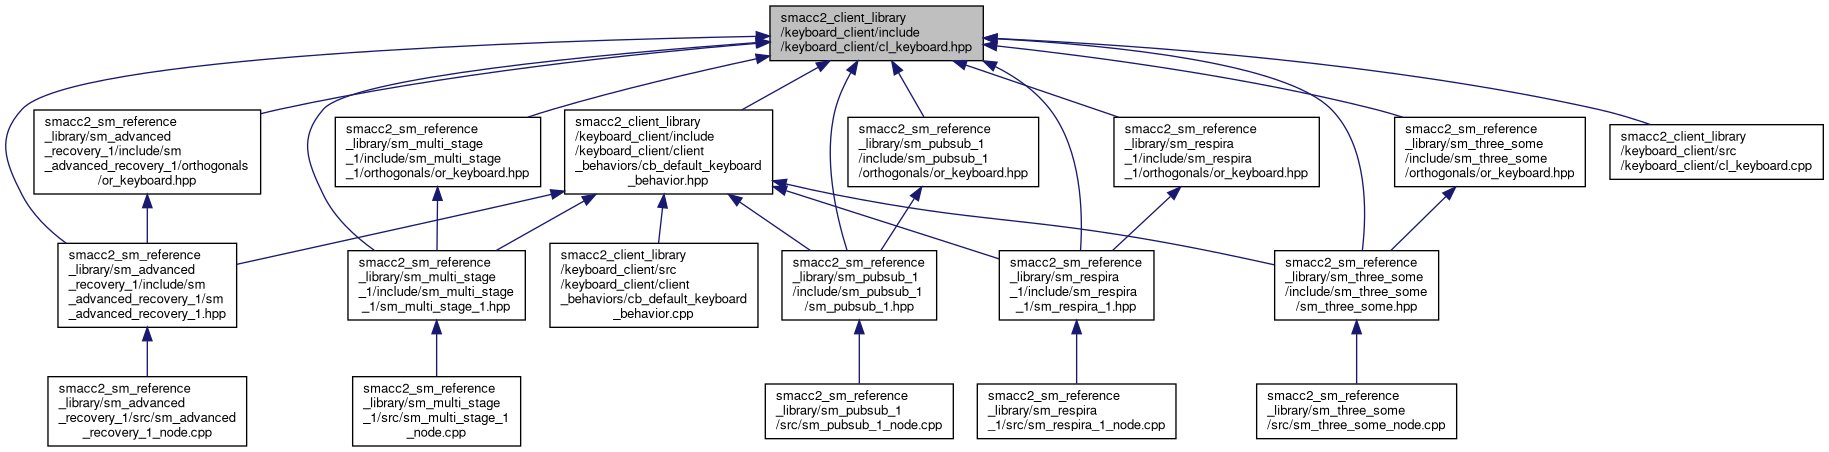 smacc2_client_library
/keyboard_client/include
/keyboard_client/cl_keyboard.hpp
smacc2_sm_reference
_library/sm_advanced
_recovery_1/include/sm
_advanced_recovery_1/orthogonals
/or_keyboard.hpp
smacc2_sm_reference
_library/sm_multi_stage
_1/include/sm_multi_stage
_1/orthogonals/or_keyboard.hpp
smacc2_client_library
/keyboard_client/include
/keyboard_client/client
_behaviors/cb_default_keyboard
_behavior.hpp
smacc2_sm_reference
_library/sm_pubsub_1
/include/sm_pubsub_1
/orthogonals/or_keyboard.hpp
smacc2_sm_reference
_library/sm_respira
_1/include/sm_respira
_1/orthogonals/or_keyboard.hpp
smacc2_sm_reference
_library/sm_three_some
/include/sm_three_some
/orthogonals/or_keyboard.hpp
smacc2_client_library
/keyboard_client/src
/keyboard_client/cl_keyboard.cpp
smacc2_sm_reference
_library/sm_advanced
_recovery_1/include/sm
_advanced_recovery_1/sm
_advanced_recovery_1.hpp
smacc2_sm_reference
_library/sm_multi_stage
_1/include/sm_multi_stage
_1/sm_multi_stage_1.hpp
smacc2_client_library
/keyboard_client/src
/keyboard_client/client
_behaviors/cb_default_keyboard
_behavior.cpp
smacc2_sm_reference
_library/sm_pubsub_1
/include/sm_pubsub_1
/sm_pubsub_1.hpp
smacc2_sm_reference
_library/sm_respira
_1/include/sm_respira
_1/sm_respira_1.hpp
smacc2_sm_reference
_library/sm_three_some
/include/sm_three_some
/sm_three_some.hpp
smacc2_sm_reference
_library/sm_advanced
_recovery_1/src/sm_advanced
_recovery_1_node.cpp
smacc2_sm_reference
_library/sm_multi_stage
_1/src/sm_multi_stage_1
_node.cpp
smacc2_sm_reference
_library/sm_pubsub_1
/src/sm_pubsub_1_node.cpp
smacc2_sm_reference
_library/sm_respira
_1/src/sm_respira_1_node.cpp
smacc2_sm_reference
_library/sm_three_some
/src/sm_three_some_node.cpp